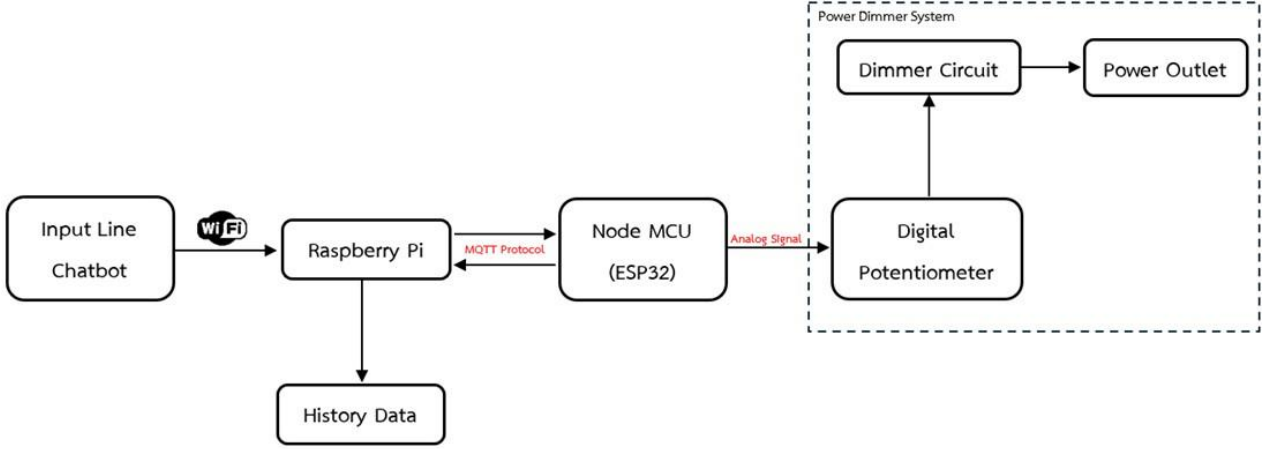 Power Dimmer System
Dimmer Circuit
Power Outlet
Input Line
Chatbot
WiFi
Raspberry Pi
MQTT Protocol
Node MCU
(ESP32)
Analog Signal
Digital
Potentiometer
History Data